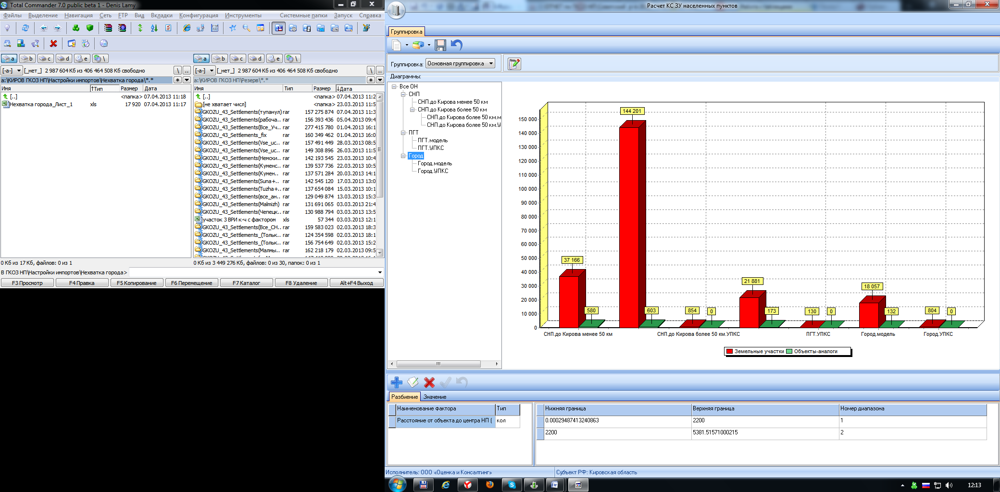 Total Commander 7.0 public beta 1 - Denis Lamy
Файлы Выделение Навигация Сеть FTP Вид Вкладки Конфигурация Инструменты Системные папки Запуск Справка
a b c d e \
a b c d e \
[-a-] [_нет_] 2 987 604 Кб из 406 464 508 Кб свободно \ ..
[-a-] [_нет_] 2 987 604 Кб из 406 464 508 Кб свободно \ ..
a:\КИРОВ ГКОЗ НП\Настройки импортов\Нехватка города\*.*
Имя ↑Тип Размер Дата
[..] <папка> 07.04.2013 11:18
Нехватка города_Лист_1 xls 17 920 07.04.2013 11:17
0 Кб из 17 Кб, файлов: 0 из 1
a:\КИРОВ ГКОЗ НП\Резерв\*.*
Имя Тип Размер ↓Дата
[..] <папка> 07.04.2013 11:2
[не хватает числ] <папка> 23.03.2013 11:5
GKOZU_43_Settlements(тупанул) rar 157 275 874 07.04.2013 11:3
GKOZU_43_Settlements(рабоча.. rar 156 393 436 05.04.2013 09:4
GKOZU_43_Settlements(Все_Уч.. rar 277 415 780 01.04.2013 16:1
GKOZU_43_Settlements_fix rar 160 349 462 01.04.2013 16:0
GKOZU_43_Settlements(Vse_uc.. rar 157 491 449 28.03.2013 08:5
GKOZU_43_Settlements(Vse_uc.. rar 149 308 896 26.03.2013 11:5
GKOZU_43_Settlements(Немски.. rar 142 193 545 23.03.2013 10:4
GKOZU_43_Settlements(Куменс.. rar 139 537 736 22.03.2013 10:5
GKOZU_43_Settlements(Кумен.. rar 137 571 284 20.03.2013 14:1
GKOZU_43_Settlements(Suna+.. rar 142 545 120 17.03.2013 13:0
GKOZU_43_Settlements(Tuzha+.. rar 137 654 084 15.03.2013 10:1
GKOZU_43_Settlements(все_ан.. rar 129 049 874 13.03.2013 15:3
GKOZU_43_Settlements(Malmizh) rar 131 691 065 03.03.2013 21:4
GKOZU_43_Settlements(Чепецк.. rar 130 988 794 03.03.2013 13:5
участок 3 ВРИ к-ч с фактором xls 57 344 03.03.2013 12:1
GKOZU_43_Settlements(Все_СН.. rar 159 583 023 02.03.2013 18:3
GKOZU_43_Settlements_(Тольк.. rar 124 354 598 02.03.2013 18:1
GKOZU_43_Settlements_(Тольк.. rar 156 754 649 02.03.2013 15:2
GKOZU_43_Settlements(Малмы.. rar 162 218 179 02.03.2013 09:5
0 Кб из 3 449 276 Кб, файлов: 0 из 30, папок: 0 из 1
В ГКОЗ НП\Настройки импортов\Нехватка города>
F3 Просмотр F4 Правка F5 Копирование F6 Перемещение F7 Каталог F8 Удаление Alt+F4 Выход
Расчет КС ЗУ населенных пунктов
Группировка
Группировка: Основная группировка
Диаграммы:
Все ОН
СНП
СНП.до Кирова менее 50 км
СНП.до Кирова более 50 км
СНП.до Кирова более 50 км.м
СНП.до Кирова более 50 км.У
ПГТ
ПГТ.модель
ПГТ.УПКС
Город
Город.модель
Город.УПКС
150 000
140 000
130 000
120 000
110 000
100 000
90 000
80 000
70 000
60 000
50 000
40 000
30 000
20 000
10 000
0
37 166 580 144 201 603 854 0 21 881 173 130 0 18 057 132 804 0
СНП.до Кирова менее 50 км СНП.до Кирова более 50 км.УПКС ПГТ.УПКС Город.модель Город.УПКС
Земельные участки Объекты-аналоги
Разбиение Значение
Наименование фактора Тип
Расстояние от объекта до центра НП ( кол
Нижняя граница Верхняя граница Номер диапазона
0.00029487413240863 2200 1
2200 5381.51571000215 2
Исполнитель: ООО «Оценка и Консалтинг» Субъект РФ: Кировская область
12:13